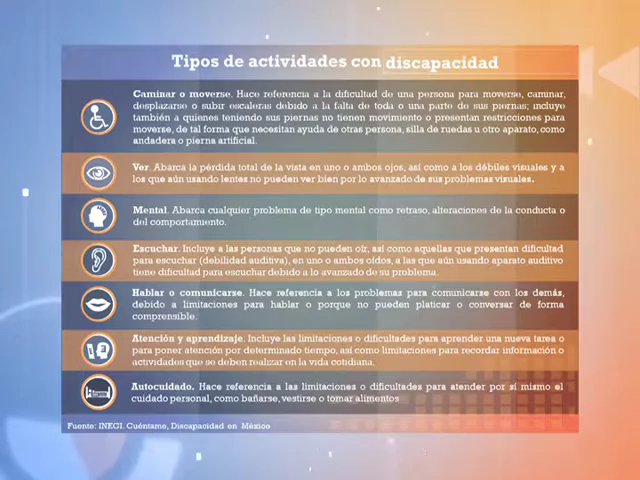 Tipos de actividades con discapacidad
Caminar o moverse. Hace referencia a la dificultad de una persona para moverse, caminar,
desplazarse o subir escaleras debido a la falta de toda o una parte de sus piernas; incluye
también a quienes teniendo sus piernas no tienen movimiento o presentan restricciones para
moverse, de tal forma que necesitan ayuda de otras persona, silla de ruedas u otro aparato, como
andadera o pierna artificial.
Ver. Abarca la pérdida total de la vista en uno o ambos ojos, así como a los débiles visuales y a
los que aún usando lentes no pueden ver bien por lo avanzado de sus problemas visuales.
Mental. Abarca cualquier problema de tipo mental como retraso, alteraciones de la conducta o
del comportamiento.
Escuchar. Incluye a las personas que no pueden oír, así como aquellas que presentan dificultad
para escuchar (debilidad auditiva), en uno o ambos oídos, a las que aún usando aparato auditivo
tiene dificultad para escuchar debido a lo avanzado de su problema.
Hablar o comunicarse. Hace referencia a los problemas para comunicarse con los demás,
debido a limitaciones para hablar o porque no pueden platicar o conversar de forma
comprensible.
Atención y aprendizaje. Incluye las limitaciones o dificultades para aprender una nueva tarea o
para poner atención por determinado tiempo, así como limitaciones para recordar información o
actividades que se deben realizar en la vida cotidiana.
Autocuidado. Hace referencia a las limitaciones o dificultades para atender por sí mismo el
cuidado personal, como bañarse, vestirse o tomar alimentos
Fuente: INEGI. Cuéntame, Discapacidad en México